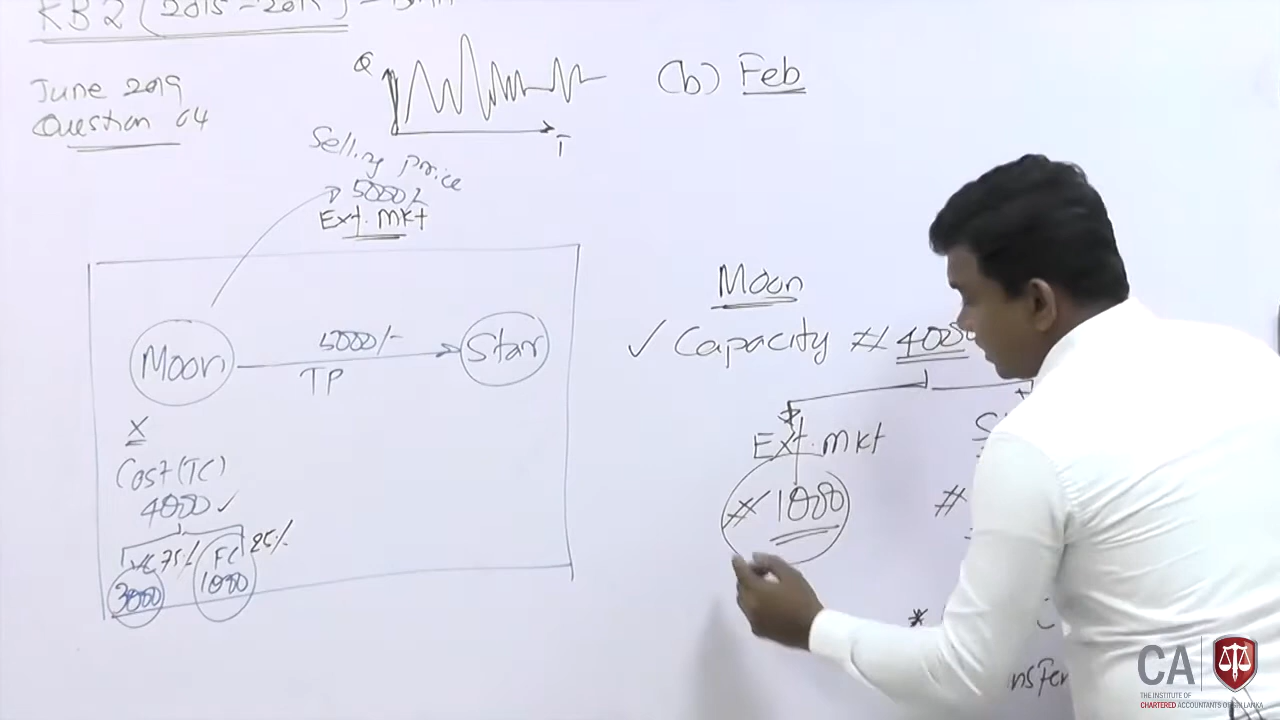 KB2 (2015-2019)
June 2019
Question 04
Q
T
Selling price
5000/-
Ext. mkt
Moon
5000/-
TP
Star
X
Cost (TC)
4000 ✓
VC 75%
FC 25%
3000
1000
(b) Feb
Moon
✓ Capacity # 4000
Ext. mkt
# 1000
#
*
CA
THE INSTITUTE OF
CHARTERED ACCOUNTANTS OF SRI LANKA